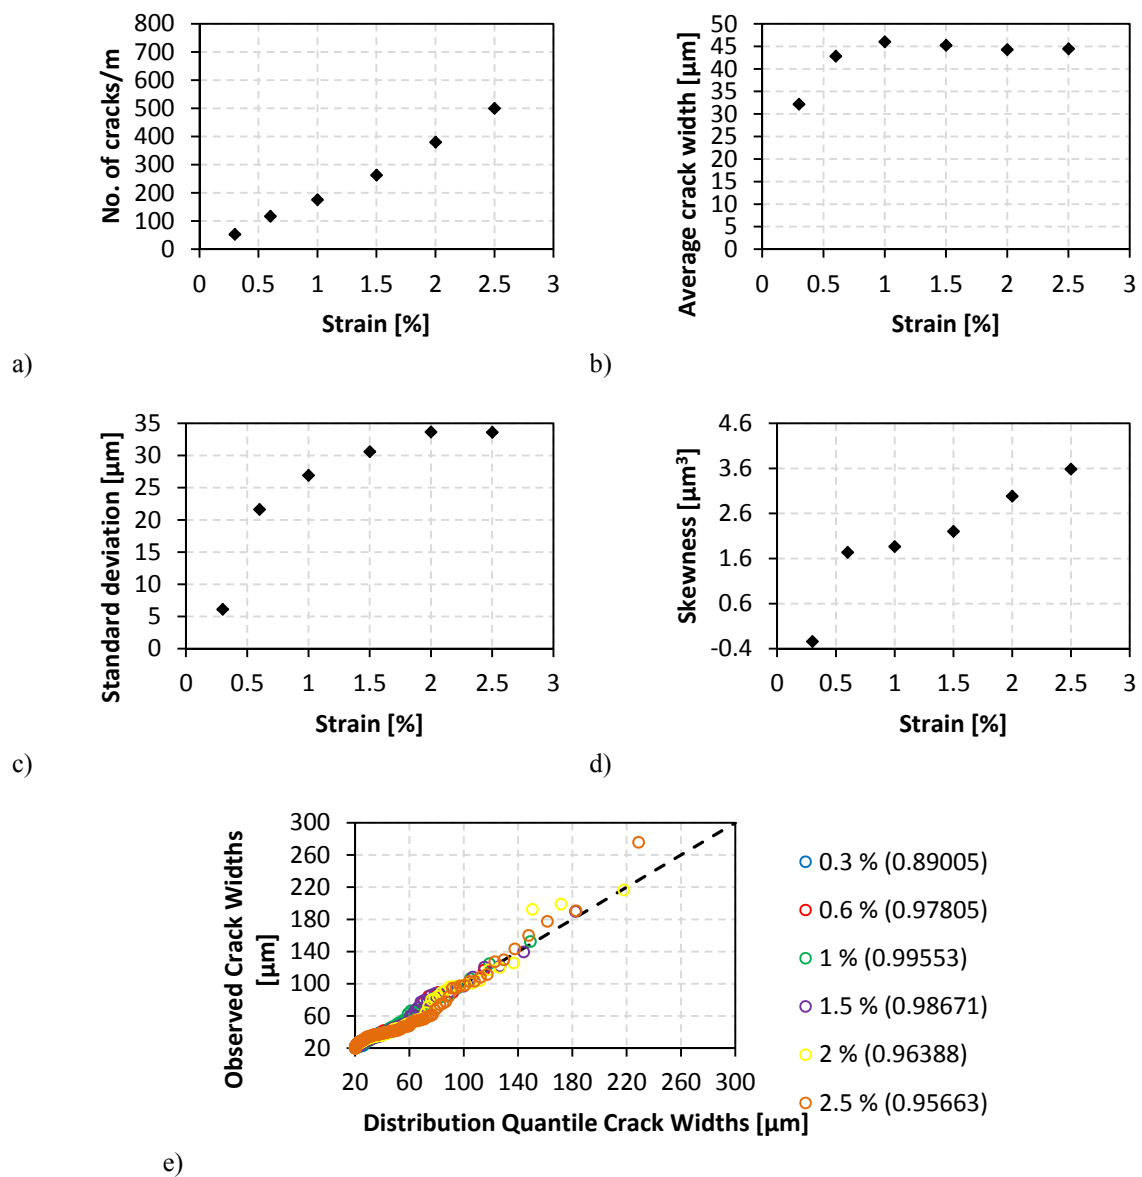 800
700
600
500
400
300
200
100
0
No. of cracks/m
0 0.5 1 1.5 2 2.5 3
Strain [%]
a)
50
45
40
35
30
25
20
15
10
5
0
Average crack width [µm]
0 0.5 1 1.5 2 2.5 3
Strain [%]
b)
35
30
25
20
15
10
5
0
Standard deviation [µm]
0 0.5 1 1.5 2 2.5 3
Strain [%]
c)
4.6
3.6
2.6
1.6
0.6
-0.4
Skewness [µm³]
0 0.5 1 1.5 2 2.5 3
Strain [%]
d)
300
260
220
180
140
100
60
20
Observed Crack Widths
[µm]
20 60 100 140 180 220 260 300
Distribution Quantile Crack Widths [µm]
0.3 % (0.89005)
0.6 % (0.97805)
1 % (0.99553)
1.5 % (0.98671)
2 % (0.96388)
2.5 % (0.95663)
e)